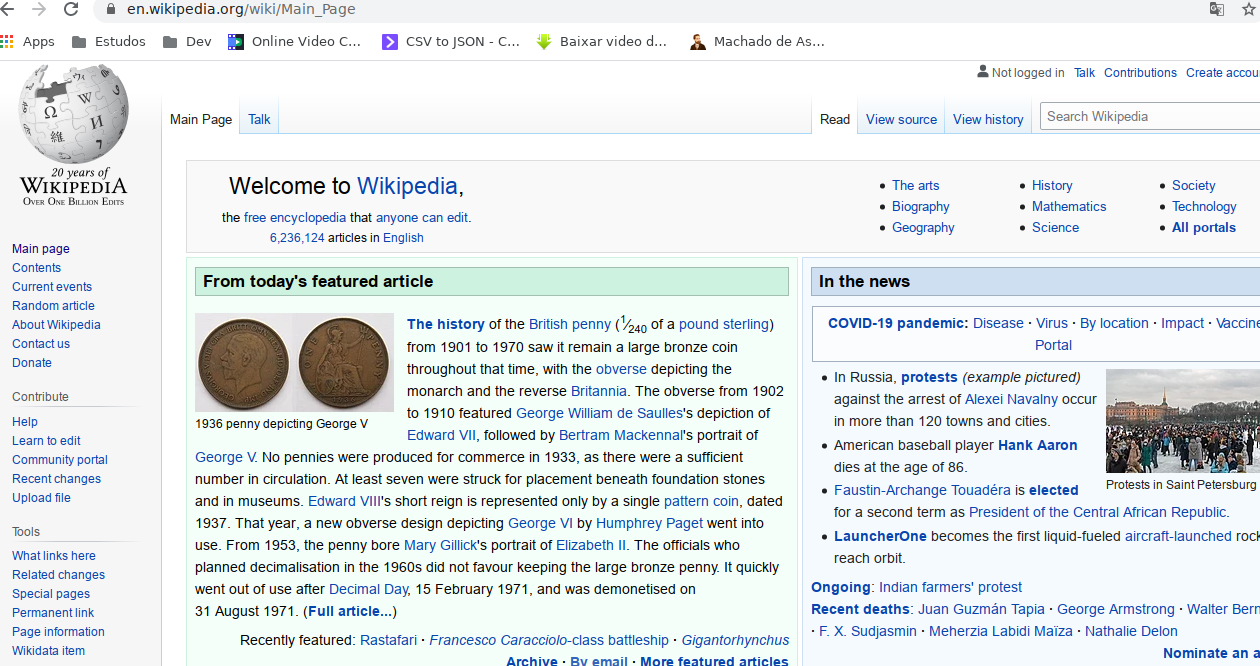 en.wikipedia.org/wiki/Main_Page
Apps Estudos Dev Online Video C... CSV to JSON - C... Baixar video d... Machado de As...
Not logged in Talk Contributions Create accou
20 years of
WIKIPEDIA
OVER ONE BILLION EDITS
Main Page Talk Read View source View history Search Wikipedia
Main page
Contents
Current events
Random article
About Wikipedia
Contact us
Donate
Contribute
Help
Learn to edit
Community portal
Recent changes
Upload file
Tools
What links here
Related changes
Special pages
Permanent link
Page information
Wikidata item
Welcome to Wikipedia,
the free encyclopedia that anyone can edit.
6,236,124 articles in English
The arts
Biography
Geography
History
Mathematics
Science
Society
Technology
All portals
From today's featured article
1936 penny depicting George V
The history of the British penny (1⁄240 of a pound sterling)
from 1901 to 1970 saw it remain a large bronze coin
throughout that time, with the obverse depicting the
monarch and the reverse Britannia. The obverse from 1902
to 1910 featured George William de Saulles's depiction of
Edward VII, followed by Bertram Mackennal's portrait of
George V. No pennies were produced for commerce in 1933, as there were a sufficient
number in circulation. At least seven were struck for placement beneath foundation stones
and in museums. Edward VIII's short reign is represented only by a single pattern coin, dated
1937. That year, a new obverse design depicting George VI by Humphrey Paget went into
use. From 1953, the penny bore Mary Gillick's portrait of Elizabeth II. The officials who
planned decimalisation in the 1960s did not favour keeping the large bronze penny. It quickly
went out of use after Decimal Day, 15 February 1971, and was demonetised on
31 August 1971. (Full article...)
Recently featured: Rastafari · Francesco Caracciolo-class battleship · Gigantorhynchus
Archive · By email · More featured articles
In the news
COVID-19 pandemic: Disease · Virus · By location · Impact · Vaccine
Portal
In Russia, protests (example pictured)
against the arrest of Alexei Navalny occur
in more than 120 towns and cities.
American baseball player Hank Aaron
dies at the age of 86.
Faustin-Archange Touadéra is elected
for a second term as President of the Central African Republic.
LauncherOne becomes the first liquid-fueled aircraft-launched rock
reach orbit.
Protests in Saint Petersburg
Ongoing: Indian farmers' protest
Recent deaths: Juan Guzmán Tapia · George Armstrong · Walter Bern
· F. X. Sudjasmin · Meherzia Labidi Maïza · Nathalie Delon
Nominate an a